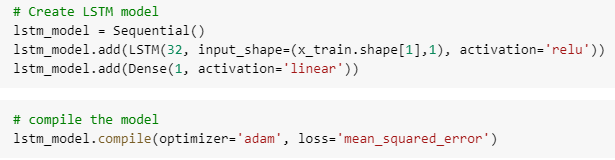 # Create LSTM model
lstm_model = Sequential()
lstm_model.add(LSTM(32, input_shape=(x_train.shape[1],1), activation='relu'))
lstm_model.add(Dense(1, activation='linear'))
# compile the model
lstm_model.compile(optimizer='adam', loss='mean_squared_error')